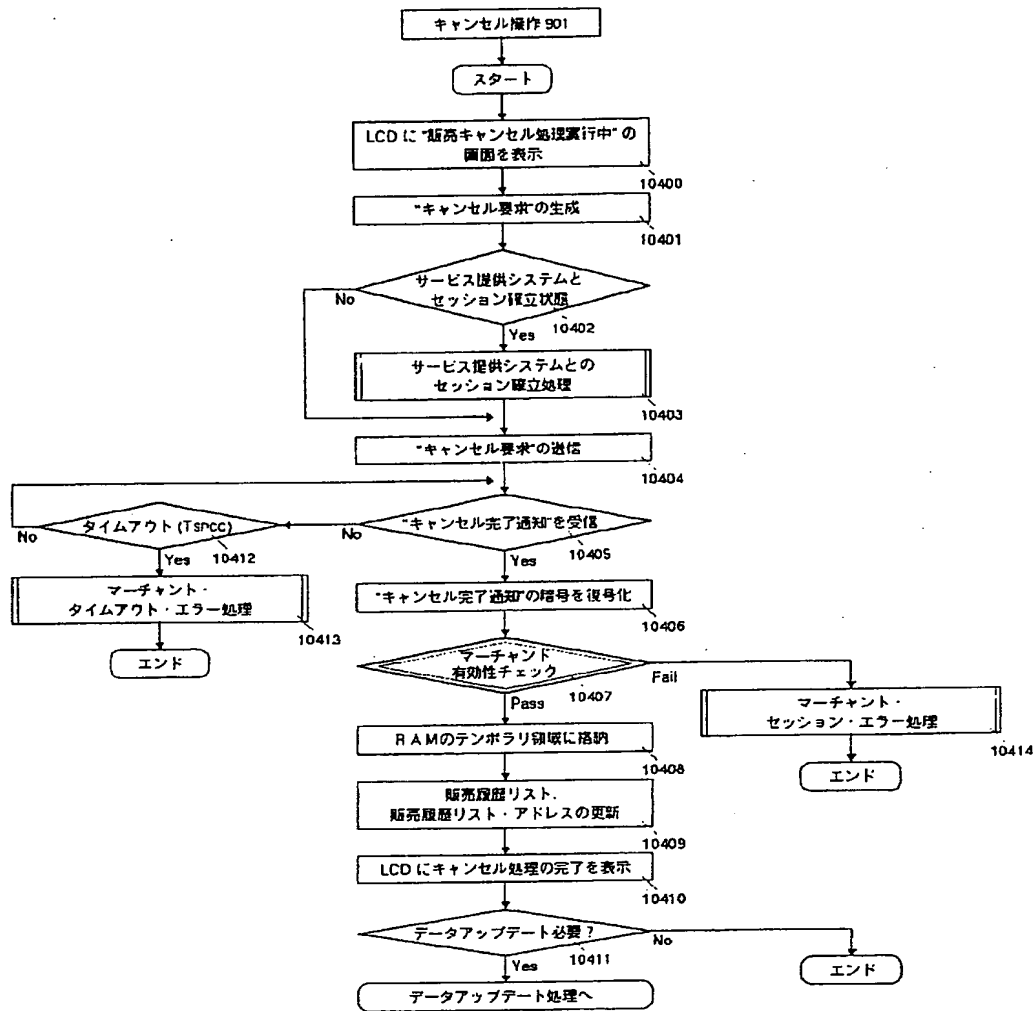 キャンセル操作 901
スタート
LCD に "販売キャンセル処理実行中" の
画面を表示
10400
"キャンセル要求"の生成
10401
サービス提供システムと
セッション確立状態
10402
No
Yes
サービス提供システムとの
セッション確立処理
10403
"キャンセル要求"の送信
10404
"キャンセル完了通知"を受信
10405
No
Yes
タイムアウト (TSPCC)
10412
No
Yes
マーチャント・
タイムアウト・エラー処理
10413
エンド
"キャンセル完了通知"の暗号を復号化
10406
マーチャント
有効性チェック
10407
Fail
Pass
マーチャント・
セッション・エラー処理
10414
エンド
RAMのテンポラリ領域に格納
10408
販売履歴リスト、
販売履歴リスト・アドレスの更新
10409
LCD にキャンセル処理の完了を表示
10410
データアップデート必要?
10411
No
Yes
エンド
データアップデート処理へ